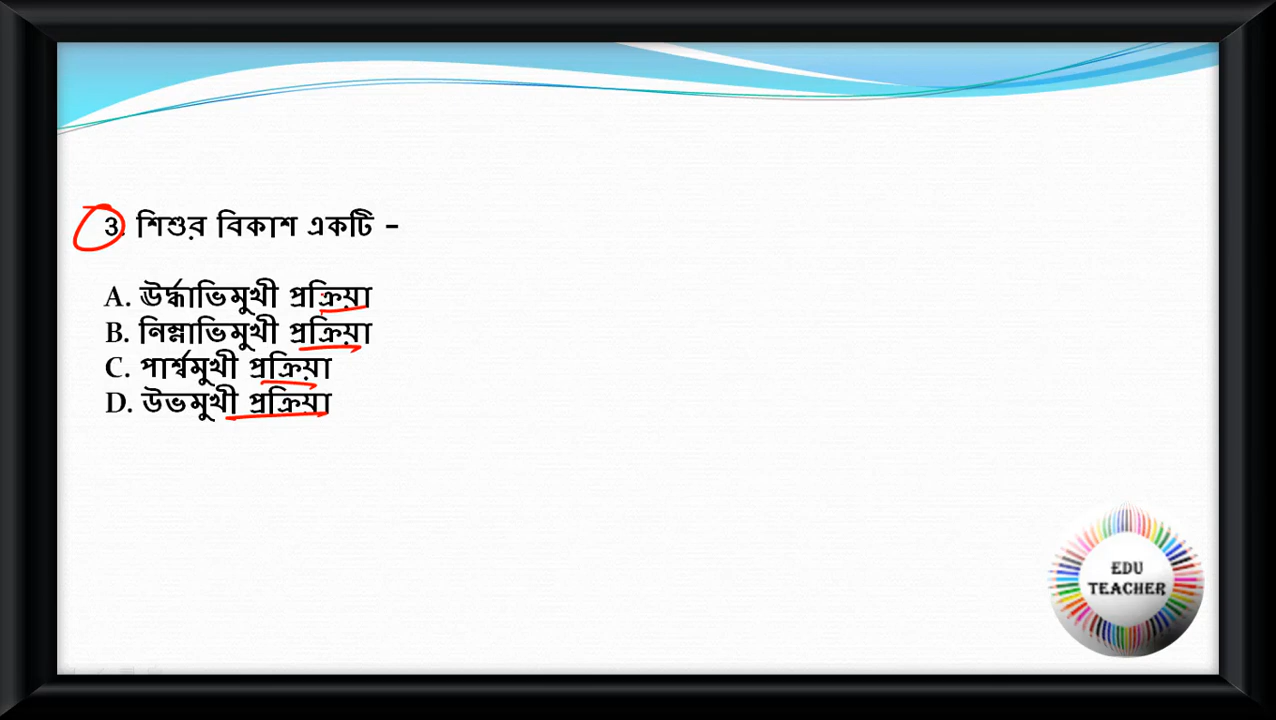 3. শিশুর বিকাশ একটি –
A. ঊর্দ্ধাভিমুখী প্রক্রিয়া
B. নিম্নাভিমুখী প্রক্রিয়া
C. পার্শ্বমুখী প্রক্রিয়া
D. উভমুখী প্রক্রিয়া
EDU
TEACHER